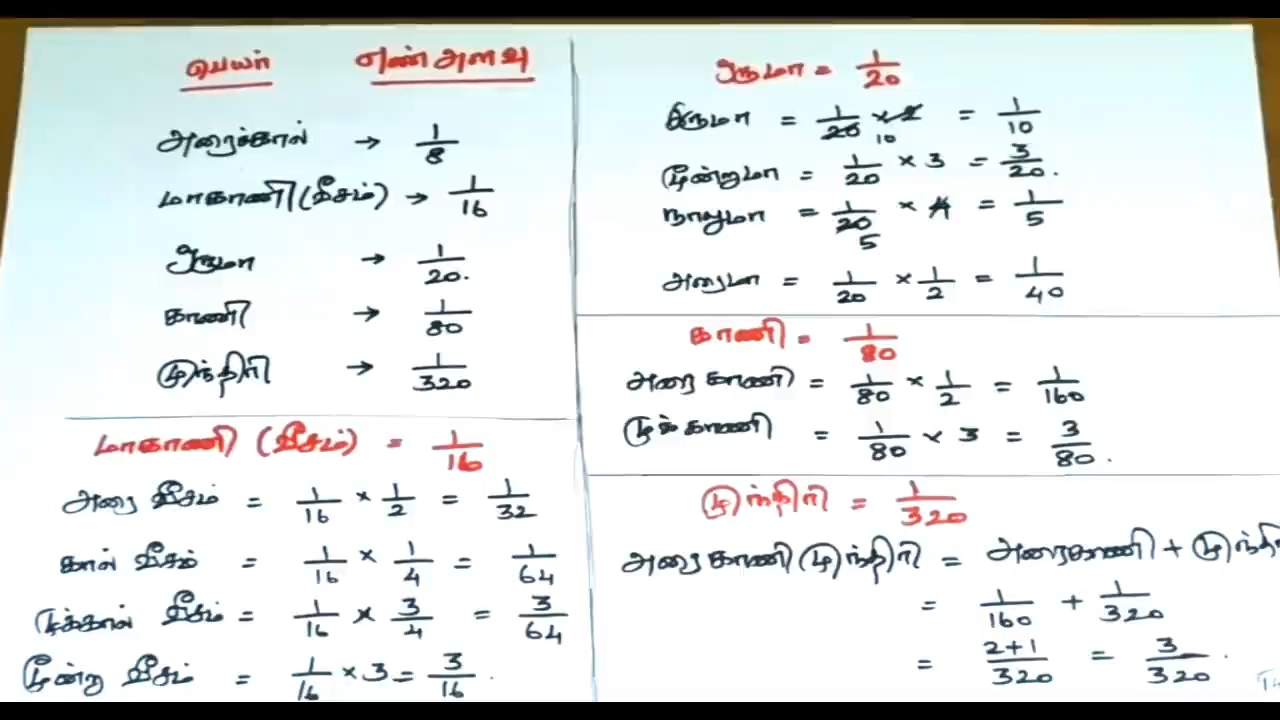 பெயர் எண் அளவு
அரைக்கால் → 1/8
மாகாணி (வீசம்) → 1/16
ஒருமா → 1/20.
காணி → 1/80
முந்திரி → 1/320
மாகாணி (வீசம்) = 1/16
அரை வீசம் = 1/16 × 1/2 = 1/32
கால் வீசம் = 1/16 × 1/4 = 1/64
முக்கால் வீசம் = 1/16 × 3/4 = 3/64
மூன்று வீசம் = 1/16 × 3 = 3/16.
ஒருமா = 1/20
இருமா = 1/20 × 2 = 1/10
10
மூன்றுமா = 1/20 × 3 = 3/20.
நாலுமா = 1/20 × 4 = 1/5
5
அரைமா = 1/20 × 1/2 = 1/40
காணி = 1/80
அரை காணி = 1/80 × 1/2 = 1/160
முக்காணி = 1/80 × 3 = 3/80.
முந்திரி = 1/320
அரைகாணி முந்திரி = அரைகாணி +
= 1/160 + 1/320
= 2+1/320 = 3/320.